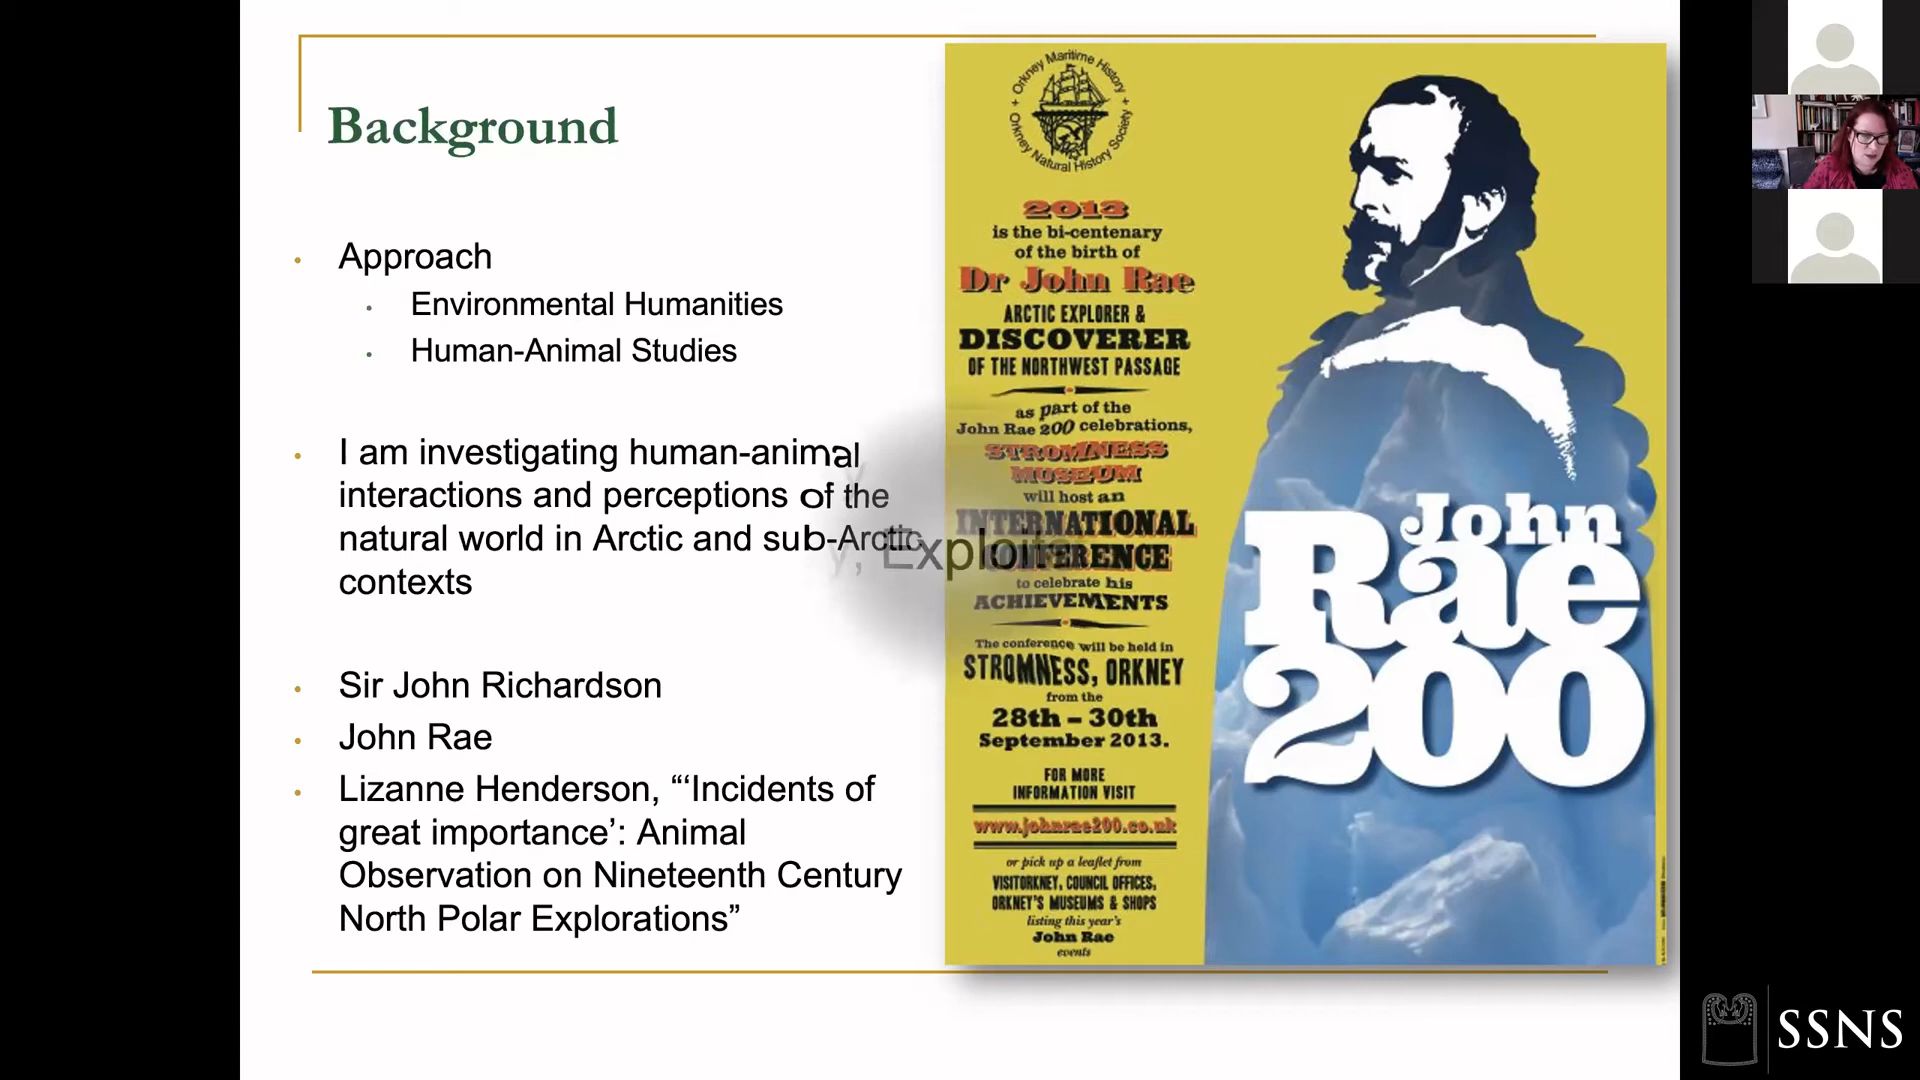 Background
Approach
Environmental Humanities
Human-Animal Studies
I am investigating human-animal
interactions and perceptions of the
natural world in Arctic and sub-Arctic
contexts
Sir John Richardson
John Rae
Lizanne Henderson, “‘Incidents of
great importance’: Animal
Observation on Nineteenth Century
North Polar Explorations”
Orkney Maritime History
Orkney Natural History Society
2013
is the bi-centenary
of the birth of
Dr John Rae
ARCTIC EXPLORER &
DISCOVERER
OF THE NORTHWEST PASSAGE
as part of the
John Rae 200 celebrations,
STROMNESS
MUSEUM
will host an
INTERNATIONAL
CONFERENCE
to celebrate his
ACHIEVEMENTS
The conference will be held in
STROMNESS, ORKNEY
from the
28th – 30th
September 2013.
FOR MORE
INFORMATION VISIT
www.johnrae200.co.uk
or pick up a leaflet from
VISITORKNEY, COUNCIL OFFICES,
ORKNEY'S MUSEUMS & SHOPS
listing this year's
John Rae
events
John
Rae
200
SSNS